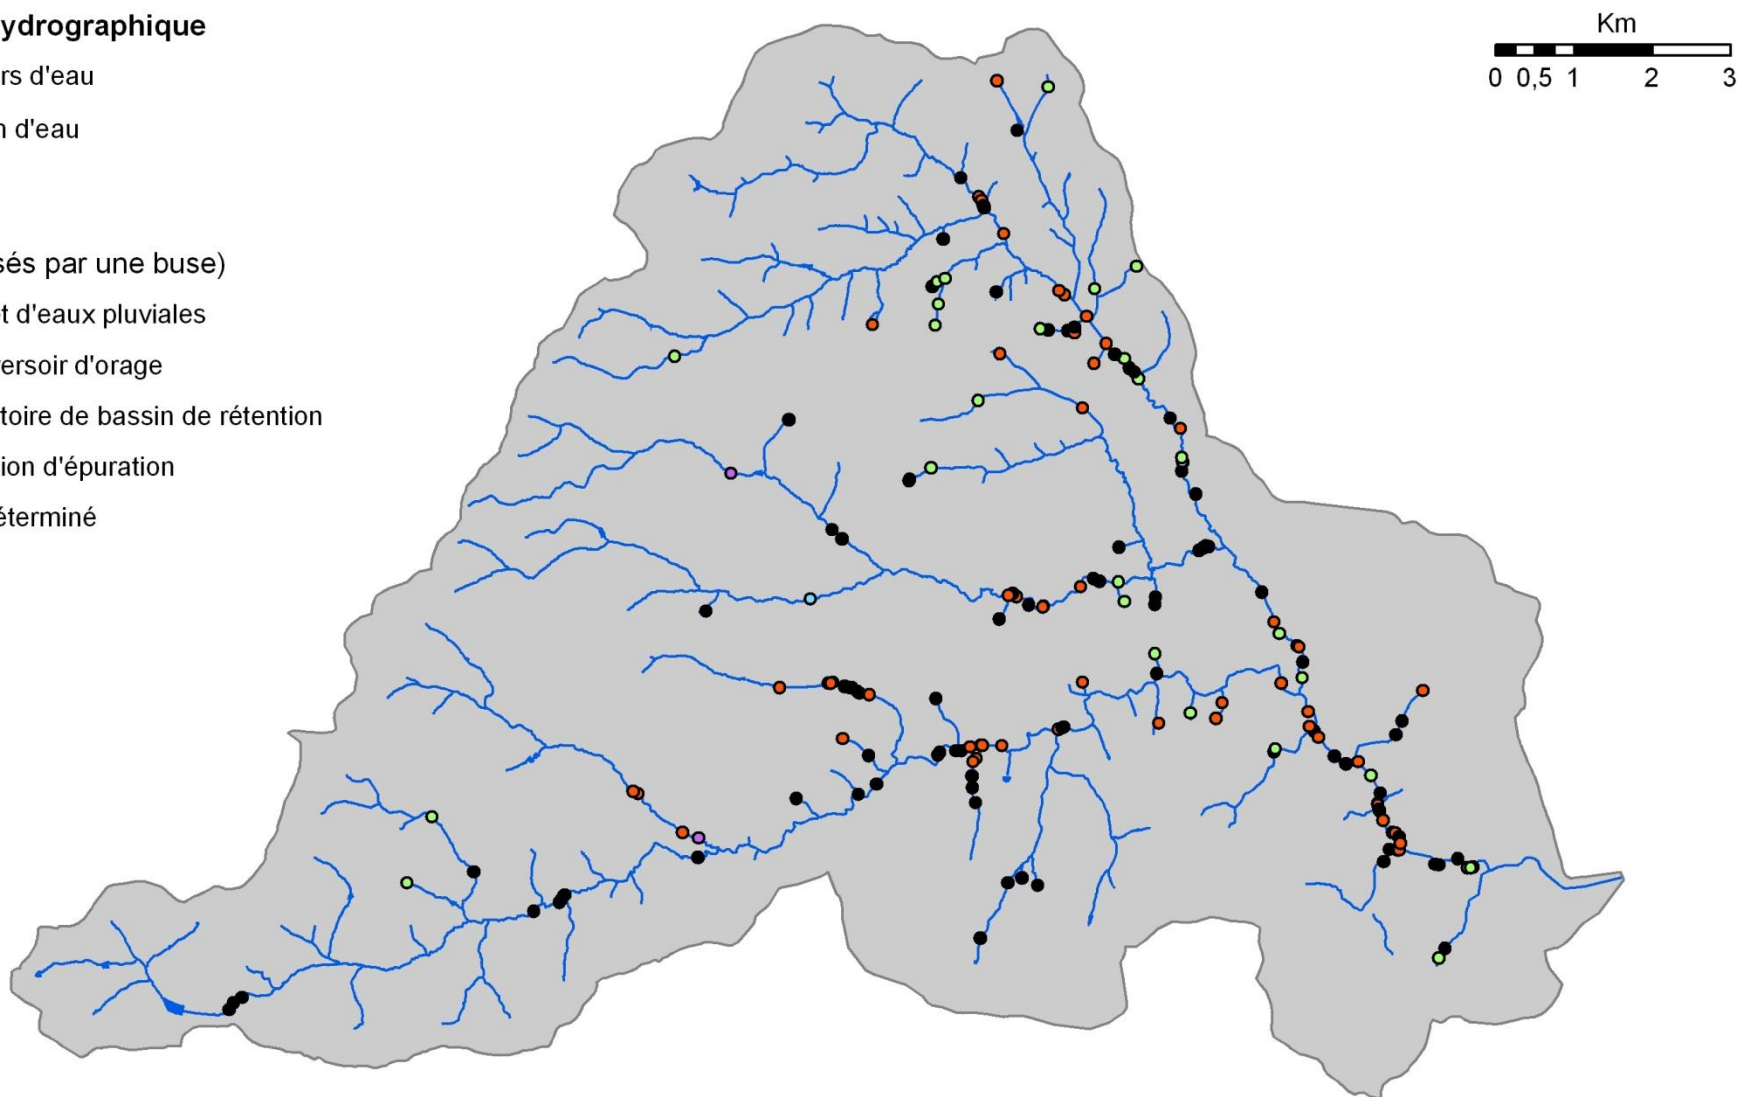 ydrographique
rs d'eau
n d'eau
sés par une buse)
et d'eaux pluviales
ersoir d'orage
toire de bassin de rétention
ion d'épuration
éterminé
Km
0 0,5 1 2 3